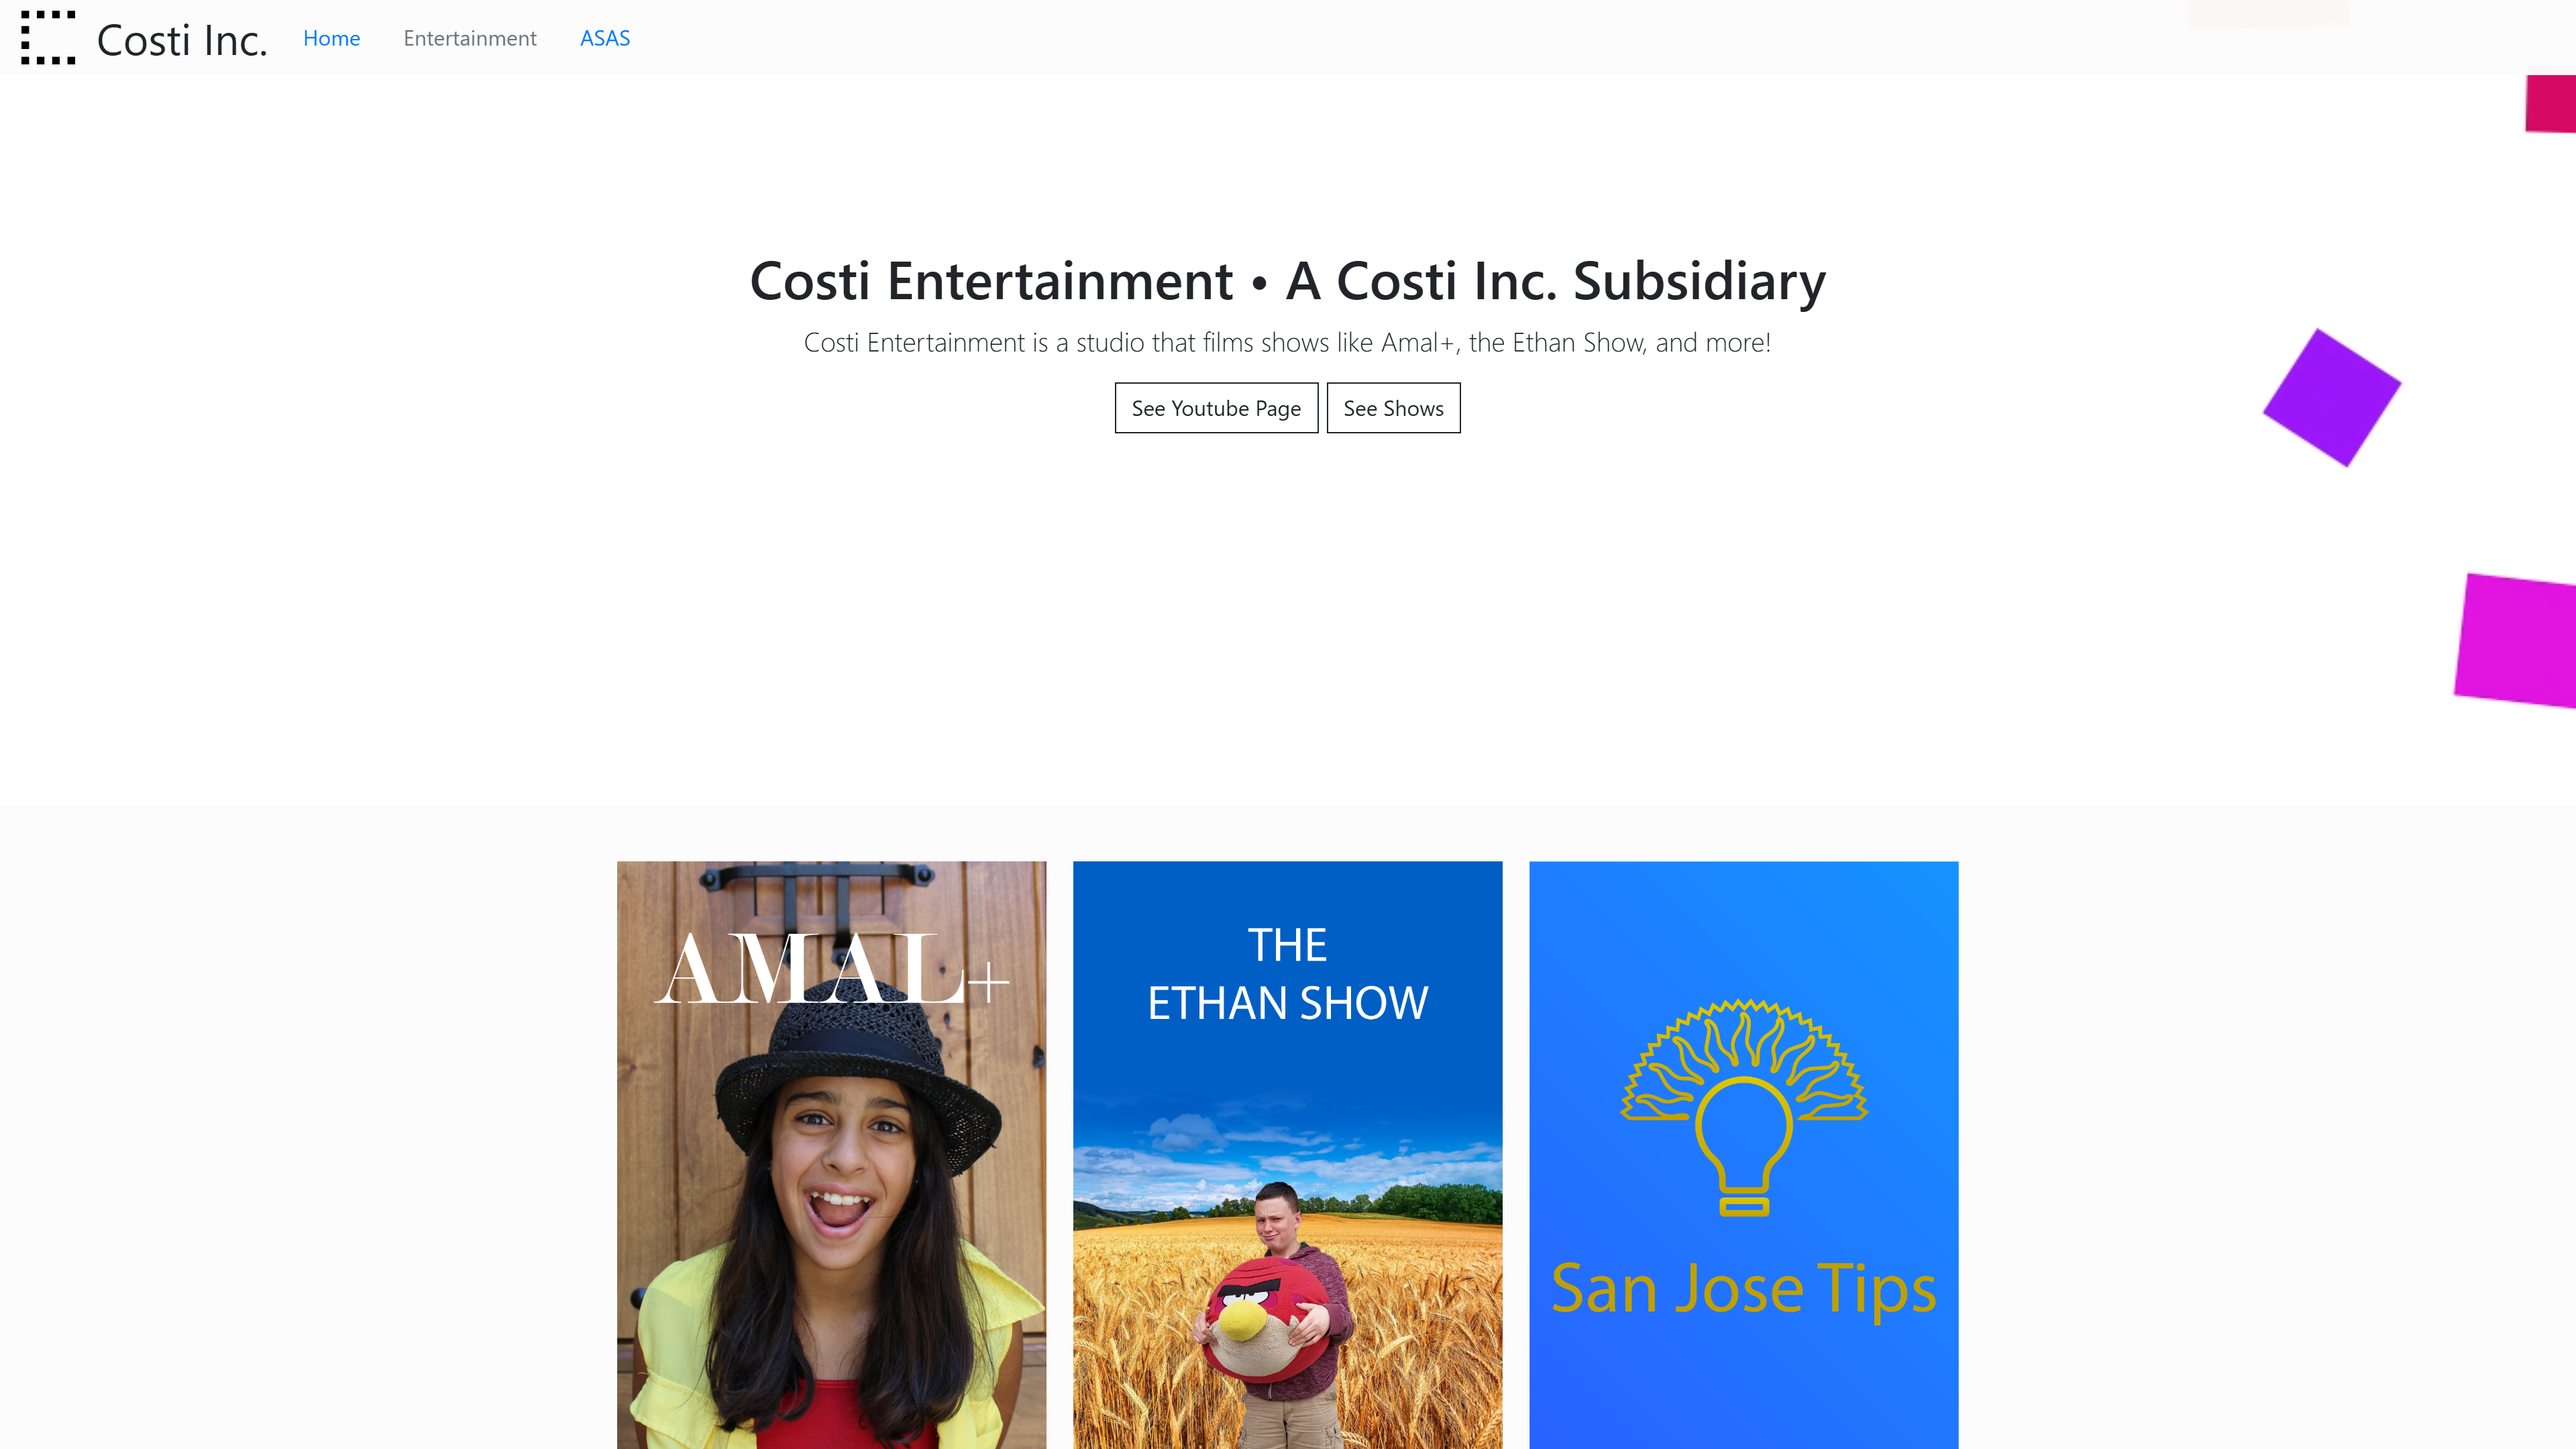 Costi Inc. Home Entertainment ASAS
Costi Entertainment • A Costi Inc. Subsidiary
Costi Entertainment is a studio that films shows like Amal+, the Ethan Show, and more!
See Youtube Page See Shows
AMAL+
THE
ETHAN SHOW
San Jose Tips